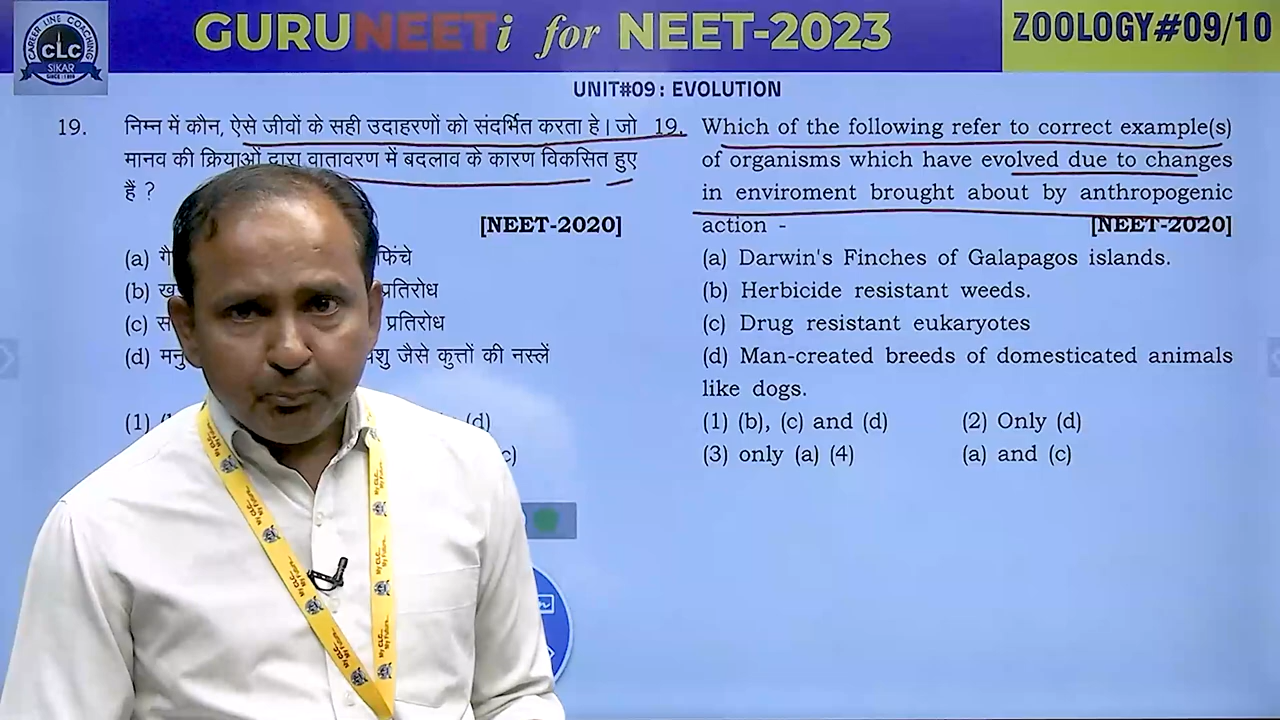 GURUNEETi for NEET-2023
ZOOLOGY#09/10
CAREER LINE COACHING
CLC
SIKAR
UNIT#09 : EVOLUTION
19. निम्न में कौन, ऐसे जीवों के सही उदाहरणों को संदर्भित करता हे। जो
मानव की क्रियाओं द्वारा वातावरण में बदलाव के कारण विकसित हुए
हैं ?
[NEET-2020]
(a) फिंचे
(b) प्रतिरोध
(c) प्रतिरोध
(d) जैसे कुत्तों की नस्लें
(1) (d)
19. Which of the following refer to correct example(s)
of organisms which have evolved due to changes
in enviroment brought about by anthropogenic
action -
[NEET-2020]
(a) Darwin's Finches of Galapagos islands.
(b) Herbicide resistant weeds.
(c) Drug resistant eukaryotes
(d) Man-created breeds of domesticated animals
like dogs.
(1) (b), (c) and (d) (2) Only (d)
(3) only (a) (4) (a) and (c)